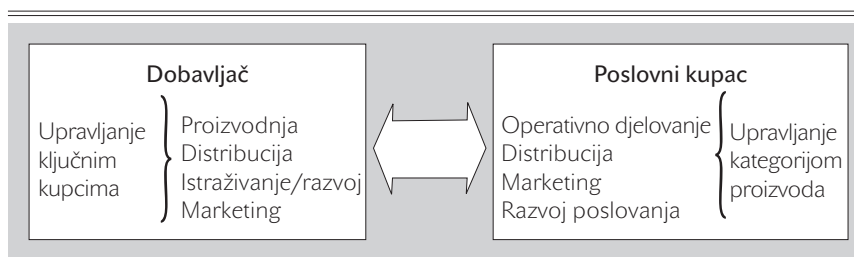 Dobavljač
Upravljanje
ključnim
kupcima
Proizvodnja
Distribucija
Istraživanje/razvoj
Marketing
Poslovni kupac
Operativno djelovanje
Distribucija
Marketing
Razvoj poslovanja
Upravljanje
kategorijom
proizvoda